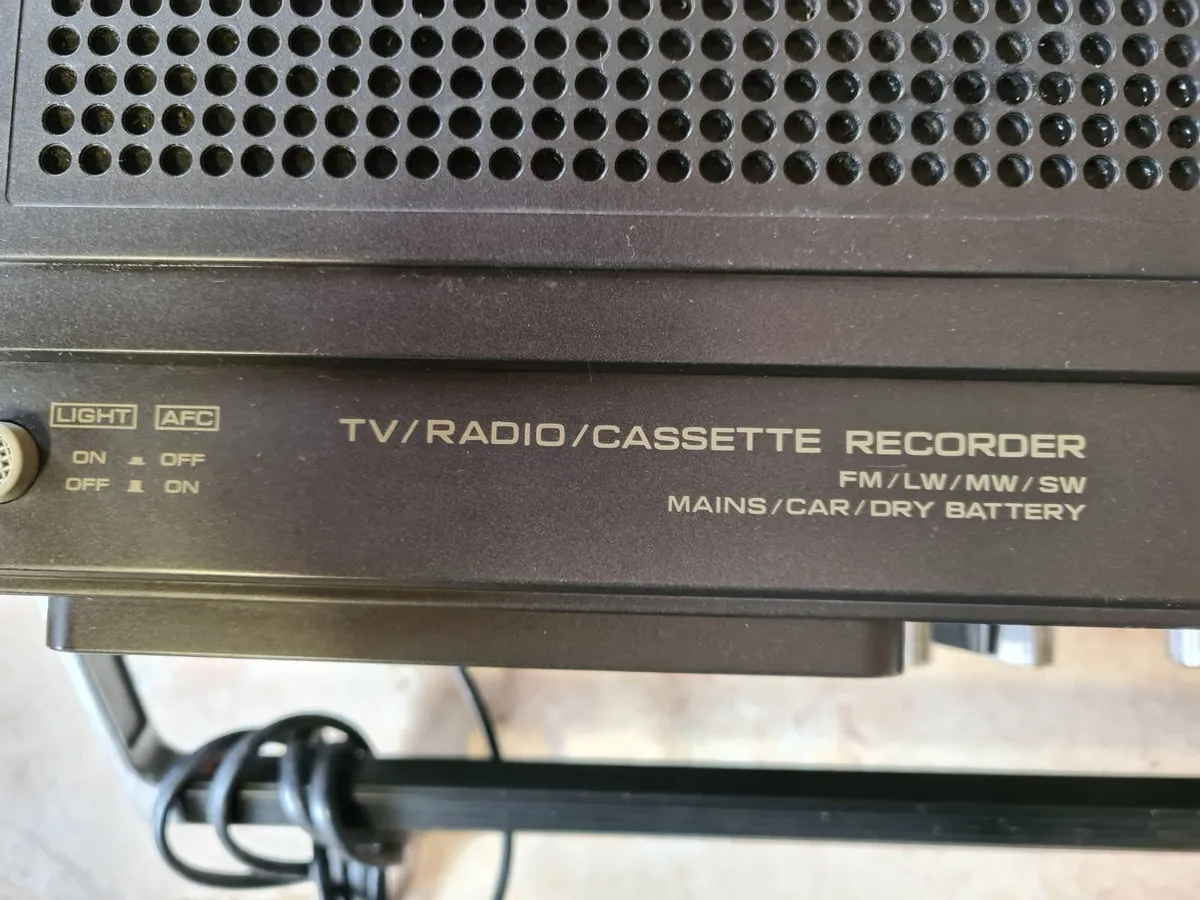 LIGHT AFC
ON OFF
OFF ON
TV/RADIO/CASSETTE RECORDER
FM/LW/MW/SW
MAINS/CAR/DRY BATTERY